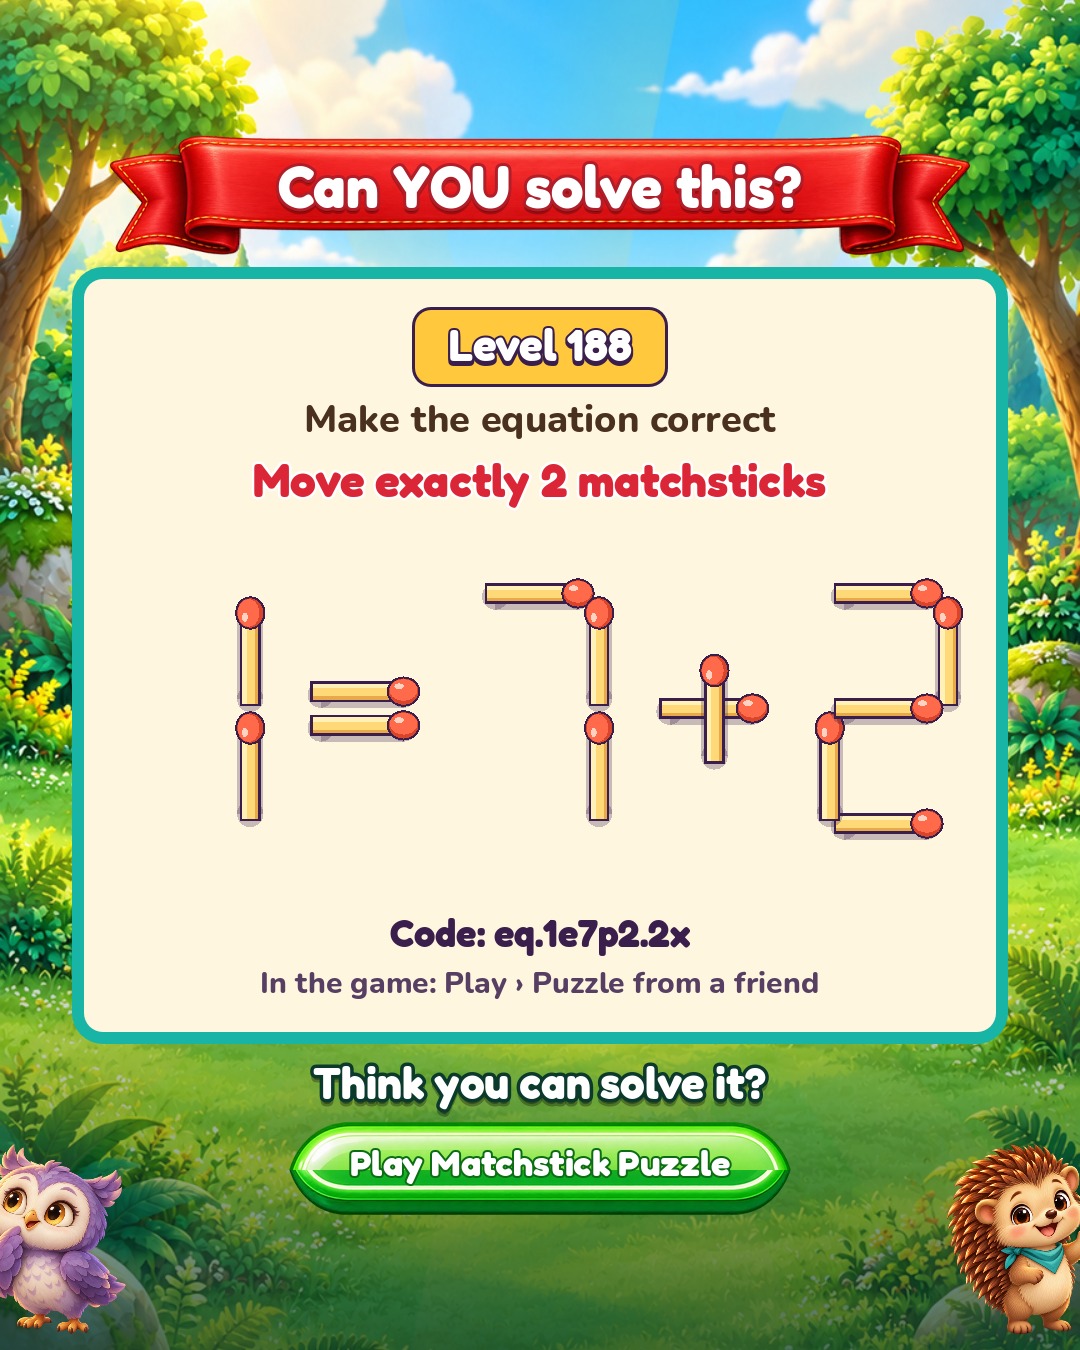 Can YOU solve this?
Level 188
Make the equation correct
Move exactly 2 matchsticks
1=7+2
Code: eq.1e7p2.2x
In the game: Play › Puzzle from a friend
Think you can solve it?
Play Matchstick Puzzle